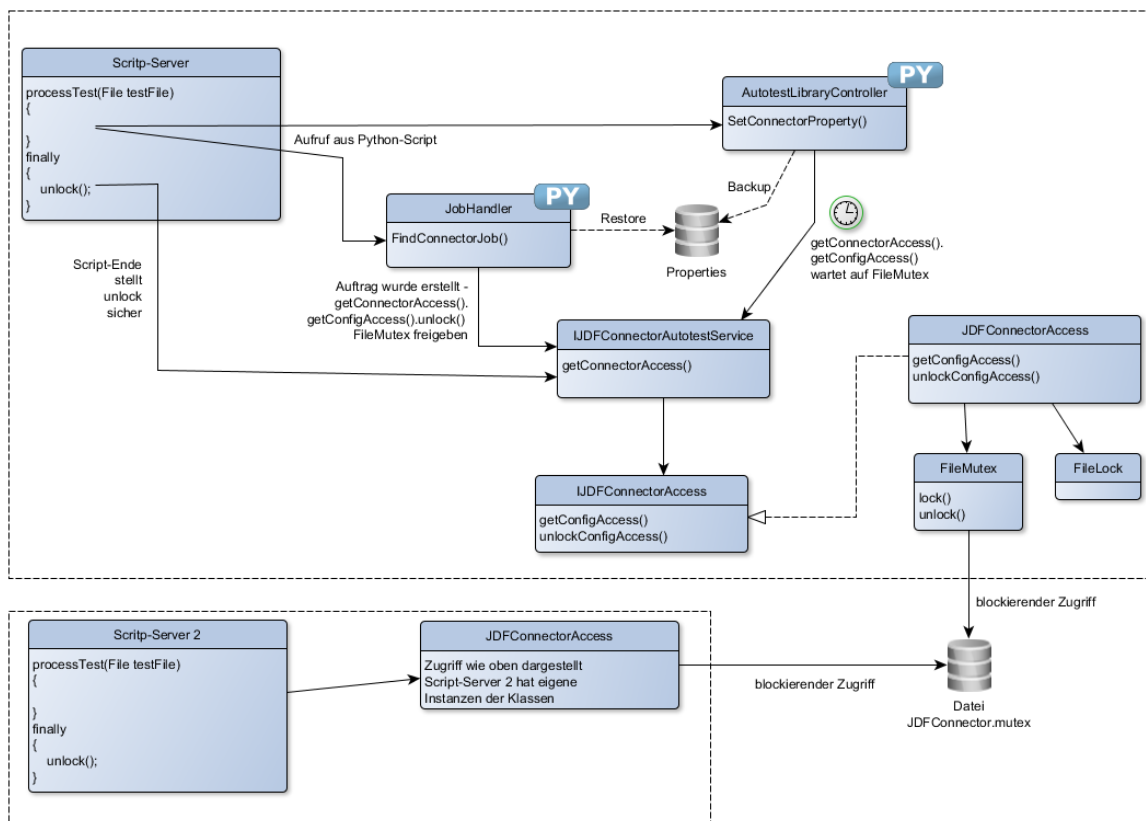 Scritp-Server
processTest(File testFile)
{
}
finally
{
unlock();
}
Aufruf aus Python-Script
PY
AutotestLibraryController
SetConnectorProperty()
Backup
PY
JobHandler
FindConnectorJob()
Restore
Properties
getConnectorAccess().
getConfigAccess()
wartet auf FileMutex
Script-Ende
stellt
unlock
sicher
Auftrag wurde erstellt -
getConnectorAccess().
getConfigAccess().unlock()
FileMutex freigeben
IJDFConnectorAutotestService
getConnectorAccess()
JDFConnectorAccess
getConfigAccess()
unlockConfigAccess()
IJDFConnectorAccess
getConfigAccess()
unlockConfigAccess()
FileMutex
lock()
unlock()
FileLock
blockierender Zugriff
Scritp-Server 2
processTest(File testFile)
{
}
finally
{
unlock();
}
JDFConnectorAccess
Zugriff wie oben dargestellt
Script-Server 2 hat eigene
Instanzen der Klassen
blockierender Zugriff
Datei
JDFConnector.mutex